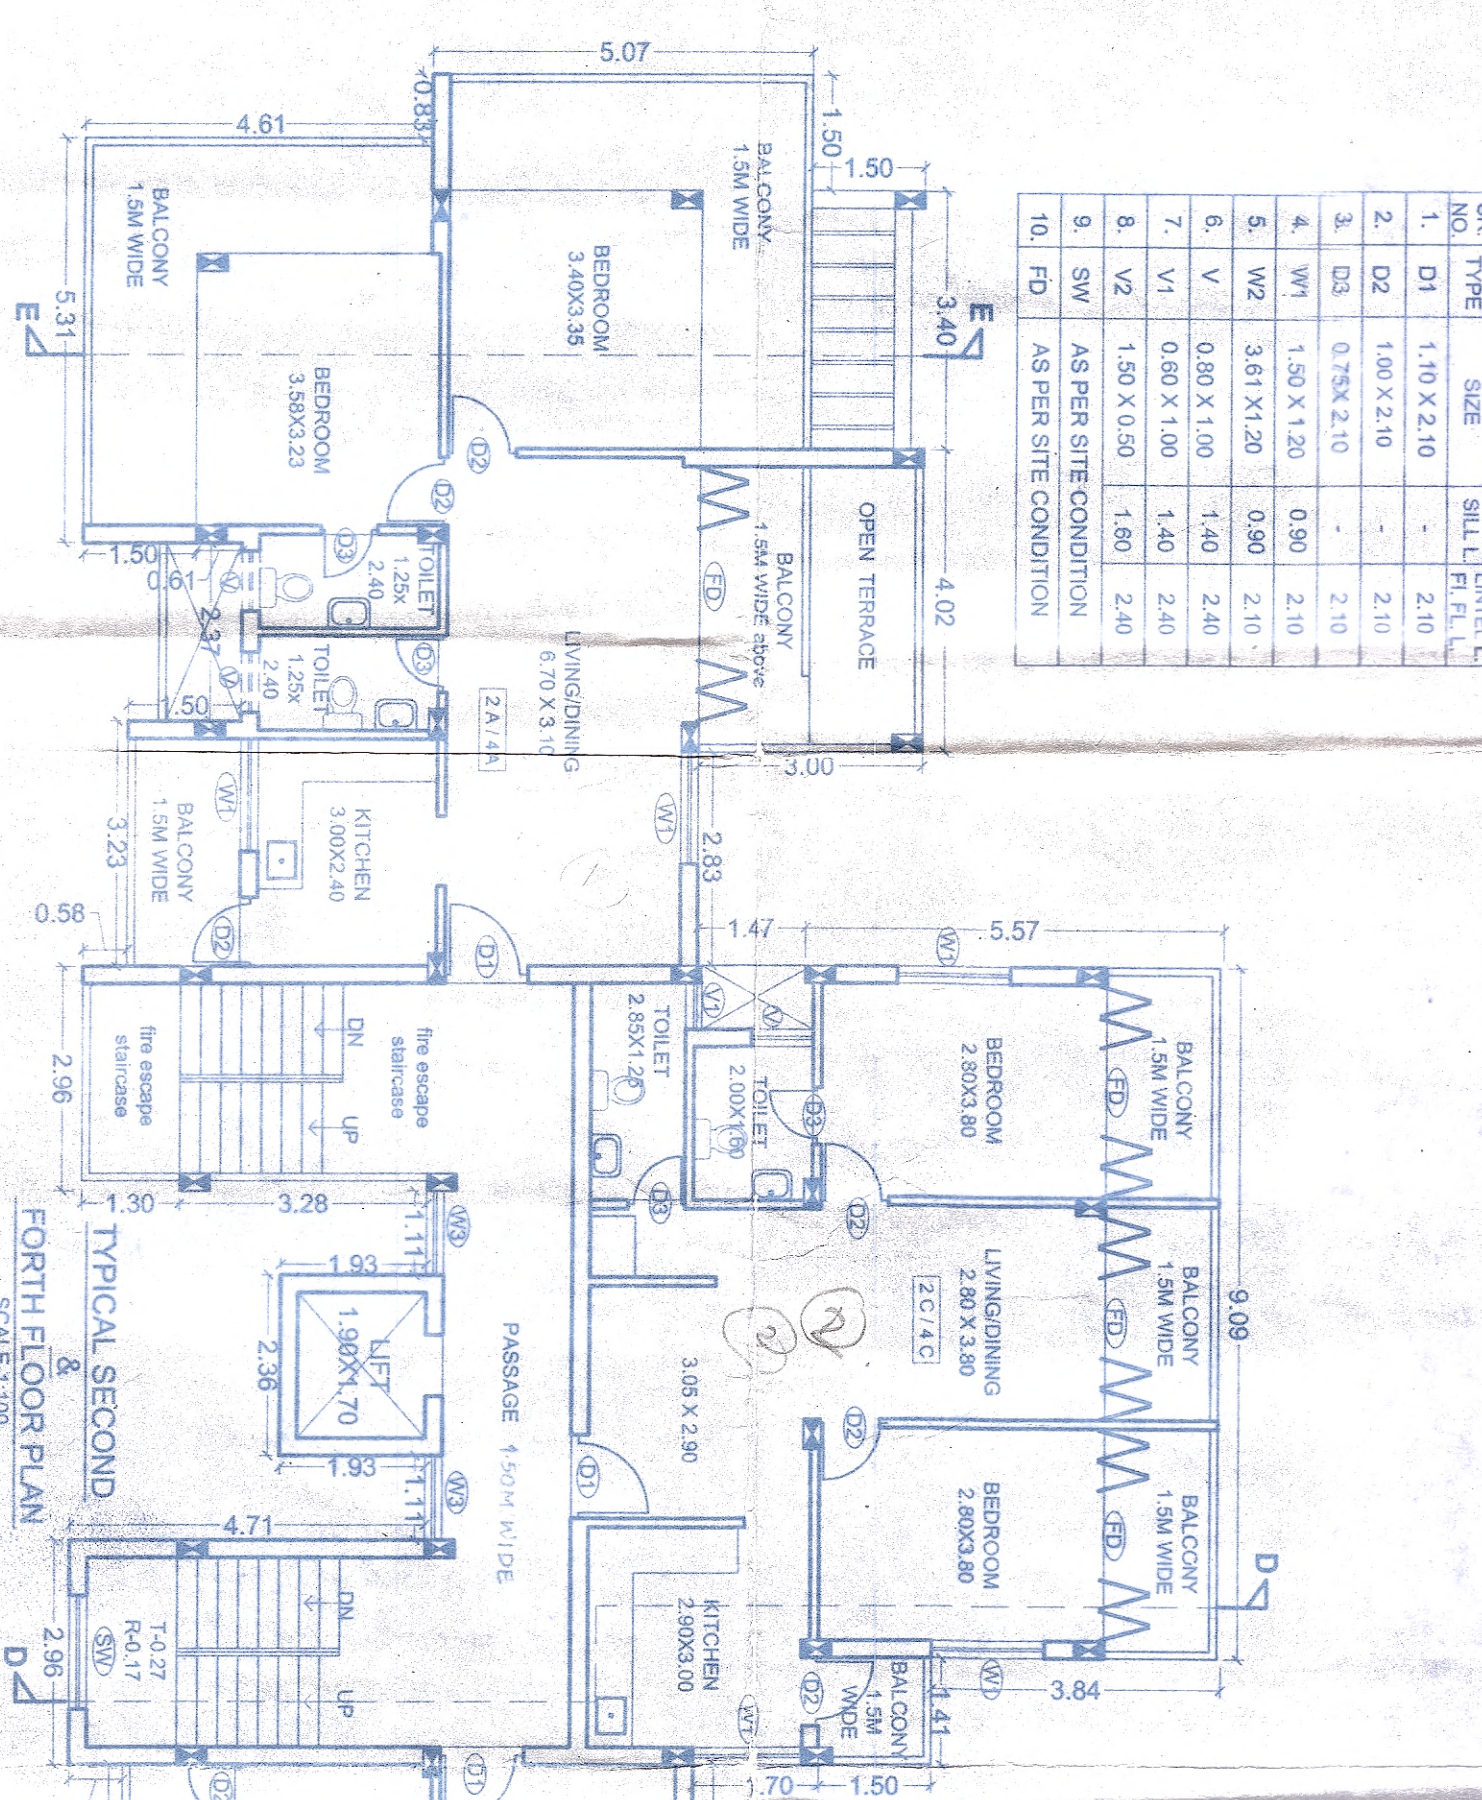 NO. TYPE SIZE SILL L.
FI. FL. L.
1. D1 1.10 X 2.10 - 2.10
2. D2 1.00 X 2.10 - 2.10
3. D3 0.75X 2.10 - 2.10
4. W1 1.50 X 1.20 0.90 2.10
5. W2 3.61 X1.20 0.90 2.10
6. V 0.80 X 1.00 1.40 2.40
7. V1 0.60 X 1.00 1.40 2.40
8. V2 1.50 X 0.50 1.60 2.40
9. SW AS PER SITE CONDITION
10. FD AS PER SITE CONDITION
E
3.40
4.02
1.50
1.50
5.07
0.83
4.61
5.31
E
BALCONY
1.5M WIDE
BEDROOM
3.40X3.35
BALCONY
1.5M WIDE
BEDROOM
3.58X3.23
D2
D2
OPEN TERRACE
BALCONY
1.5M WIDE above
FD
3.00
D3
TOILET
1.25x
2.40
D3
TOILET
1.25x
2.40
1.50
0.61
2.37
V
V
.50
LIVING/DINING
6.70 X 3.10
2 A / 4 A
W1
2.83
KITCHEN
3.00X2.40
W1
BALCONY
1.5M WIDE
3.23
0.58
D2
D1
1.47
5.57
W1
V1
V
fire escape
staircase
DN
UP
fire escape
staircase
2.96
1.30
3.28
1.11
W3
TOILET
2.85X1.25
D3
TOILET
2.00X1.60
D3
BEDROOM
2.80X3.80
D2
FD
BALCONY
1.5M WIDE
9.09
LIVING/DINING
2.80 X 3.80
2 C / 4 C
FD
BALCONY
1.5M WIDE
2
2
3.05 X 2.90
D2
D1
BEDROOM
2.80X3.80
FD
BALCONY
1.5M WIDE
D
PASSAGE 1.50M WIDE
1.93
LIFT
1.90X1.70
2.36
1.93
1.11
W3
4.71
TYPICAL SECOND
&
FORTH FLOOR PLAN
SCALE 1:100
KITCHEN
2.90X3.00
W1
D2
BALCONY
1.5M
WIDE
W1
3.84
1.41
.70
1.50
DN
UP
T-0.27
R-0.17
SW
2.96
D
D2
D1